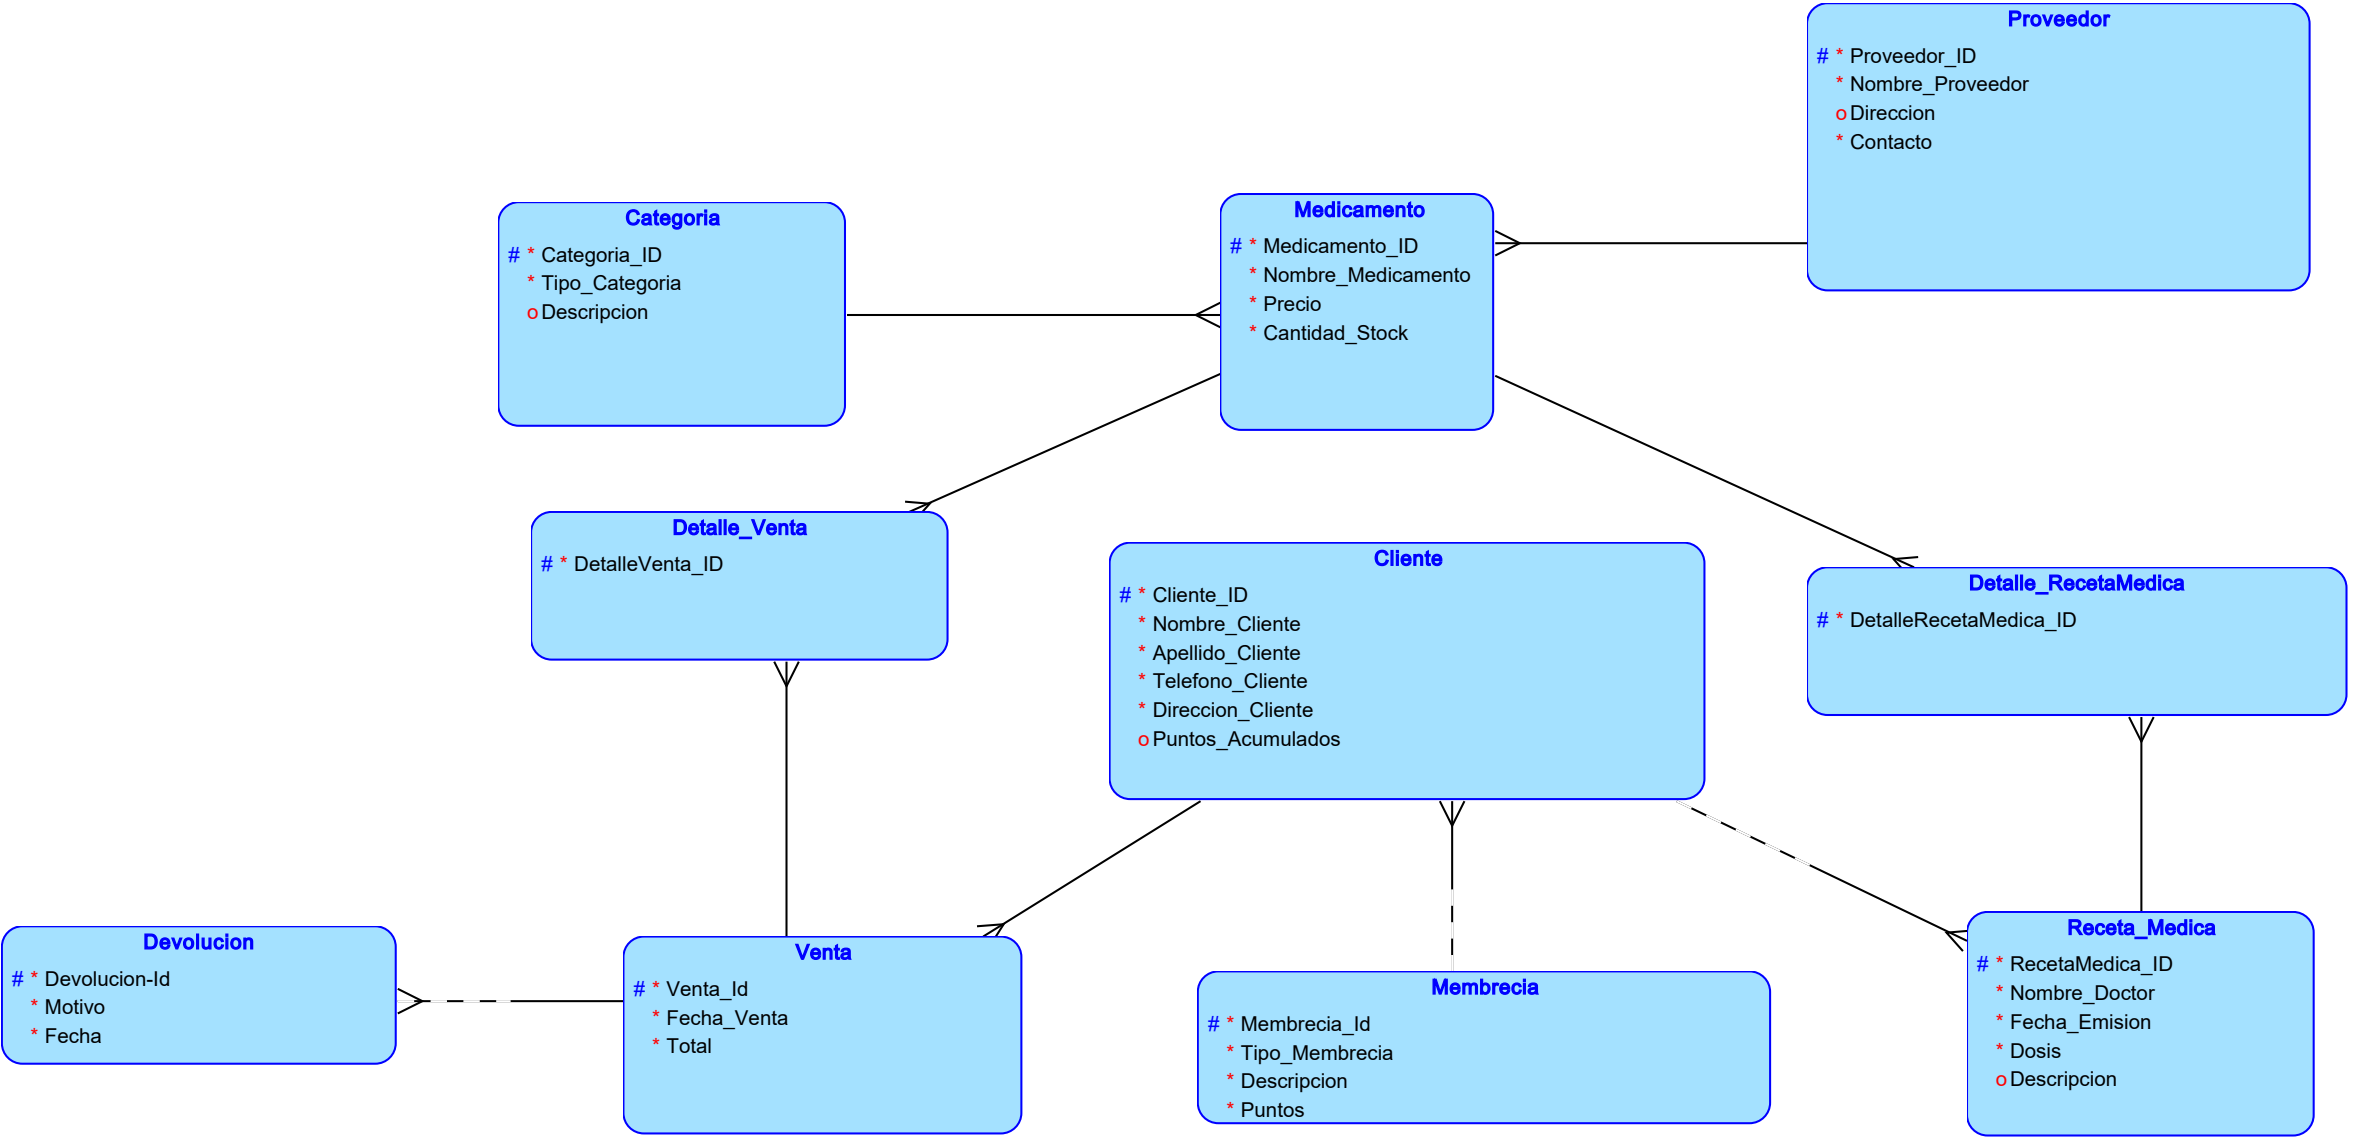 Proveedor
# * Proveedor_ID
* Nombre_Proveedor
o Direccion
* Contacto
Categoria
# * Categoria_ID
* Tipo_Categoria
o Descripcion
Medicamento
# * Medicamento_ID
* Nombre_Medicamento
* Precio
* Cantidad_Stock
Detalle_Venta
# * DetalleVenta_ID
Cliente
# * Cliente_ID
* Nombre_Cliente
* Apellido_Cliente
* Telefono_Cliente
* Direccion_Cliente
o Puntos_Acumulados
Detalle_RecetaMedica
# * DetalleRecetaMedica_ID
Devolucion
# * Devolucion-Id
* Motivo
* Fecha
Venta
# * Venta_Id
* Fecha_Venta
* Total
Membrecia
# * Membrecia_Id
* Tipo_Membrecia
* Descripcion
* Puntos
Receta_Medica
# * RecetaMedica_ID
* Nombre_Doctor
* Fecha_Emision
* Dosis
o Descripcion